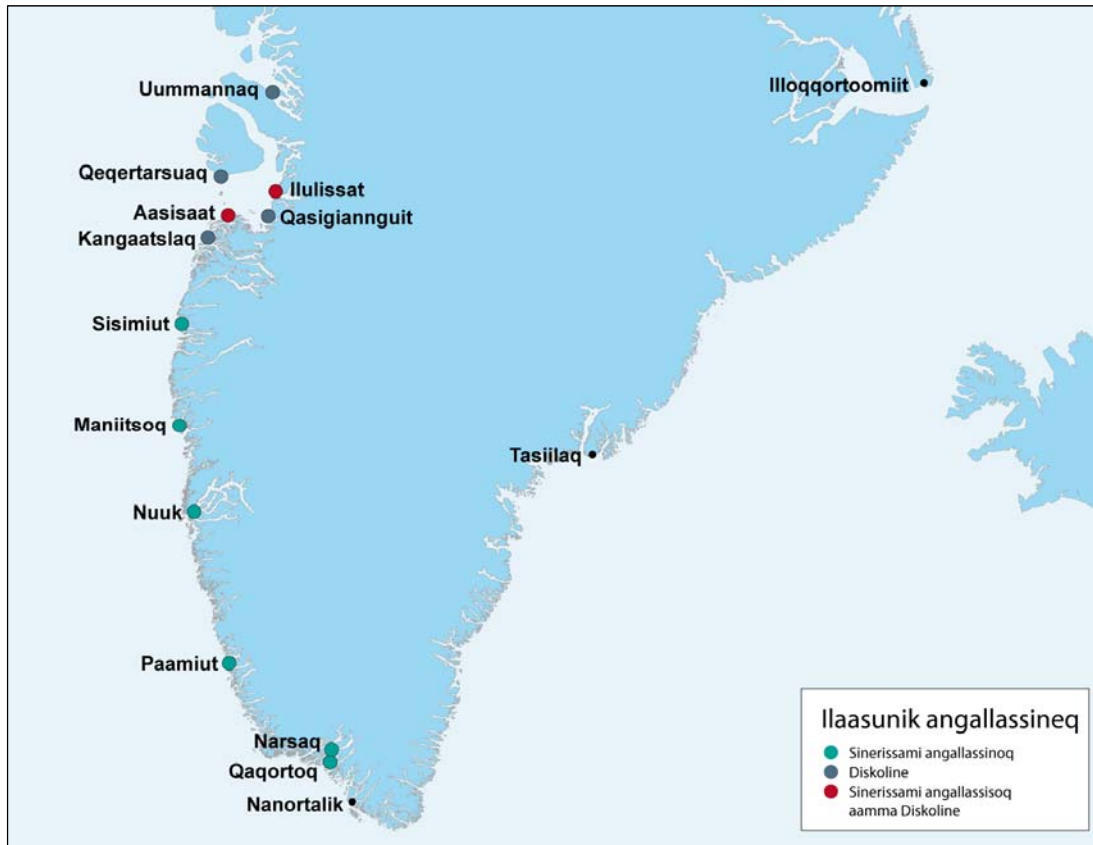 Uummannaq
Illoqqortoomiit
Qeqertarsuaq
Ilulissat
Aasisaat
Qasigiannguit
Kangaatslaq
Sisimiut
Maniitsoq
Tasiilaq
Nuuk
Paamiut
Narsaq
Qaqortoq
Nanortalik
Ilaasunik angallassineq
Sinerissami angallassinoq
Diskoline
Sinerissami angallassisoq
aamma Diskoline